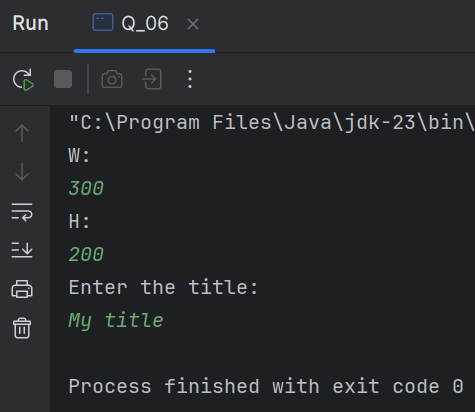 Run
Q_06
"C:\Program Files\Java\jdk-23\bin\
W:
300
H:
200
Enter the title:
My title
Process finished with exit code 0